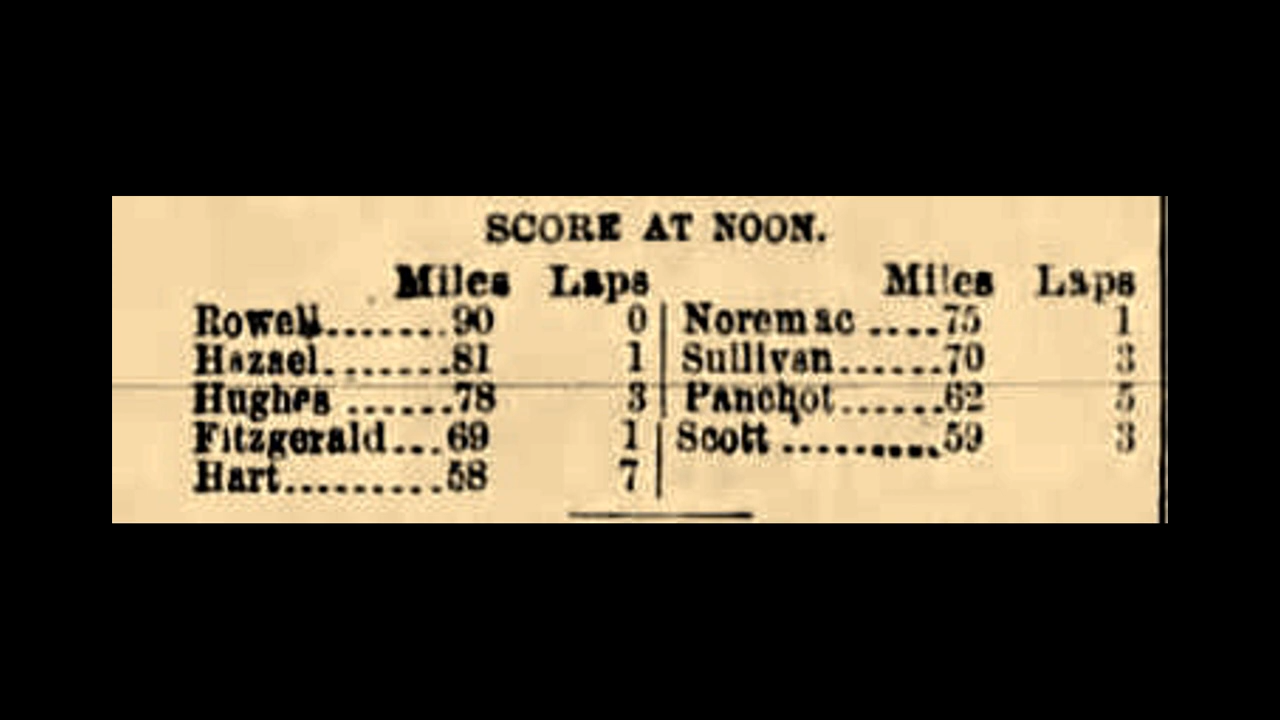 SCORE AT NOON.
Miles Laps Miles Laps
Rowell.......90 0 Noremac ....75 1
Hazael........81 1 Sullivan......70 3
Hughes ......78 3 Panchot......62 5
Fitzgerald...69 1 Scott .........59 3
Hart.........58 7